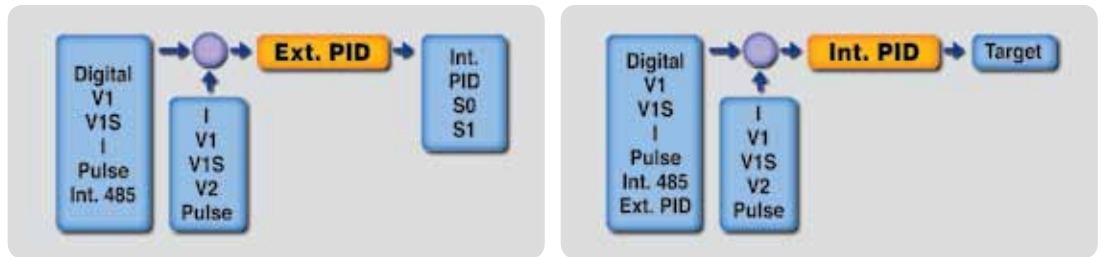 Digital
V1
V1S
I
Pulse
Int. 485
I
V1
V1S
V2
Pulse
Ext. PID
Int.
PID
S0
S1
Digital
V1
V1S
I
Pulse
Int. 485
Ext. PID
I
V1
V1S
V2
Pulse
Int. PID
Target